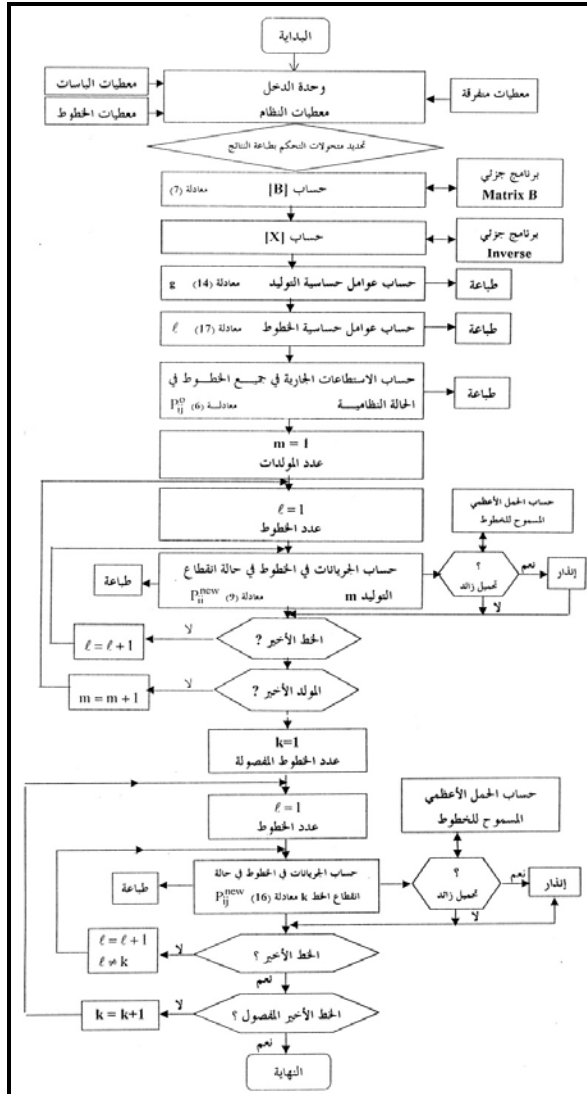 البداية
معطيات الباسات
معطيات الخطوط
وحدة الدخل
معطيات النظام
معطيات متفرقة
تحديد متحولات التحكم بطباعة النتائج
حساب [B] معادلة (7)
برنامج جزئي
Matrix B
حساب [X]
برنامج جزئي
Inverse
حساب عوامل حساسية التوليد معادلة (14) g
طباعة
حساب عوامل حساسية الخطوط معادلة (17) ℓ
طباعة
حساب الاستطاعات الجارية في جميع الخطوط في
الحالة النظامية معادلة (6) P_ij^o
طباعة
m = 1
عدد المولدات
ℓ = 1
عدد الخطوط
حساب الحمل الأعظمي
المسموح للخطوط
طباعة
حساب الجريانات في الخطوط في حالة انقطاع
التوليد m معادلة (9) P_ij^new
؟
تحميل زائد
نعم
إنذار
لا
ℓ = ℓ + 1
لا
الخط الأخير ?
m = m + 1
لا
المولد الأخير ?
k=1
عدد الخطوط المفصولة
ℓ = 1
عدد الخطوط
حساب الحمل الأعظمي
المسموح للخطوط
طباعة
حساب الجريانات في الخطوط في حالة
انقطاع الخط k معادلة (16) P_ij^new
؟
تحميل زائد
نعم
إنذار
لا
ℓ = ℓ + 1
ℓ ≠ k
لا
الخط الأخير ؟
نعم
k = k+1
لا
الخط الأخير المفصول ؟
نعم
النهاية